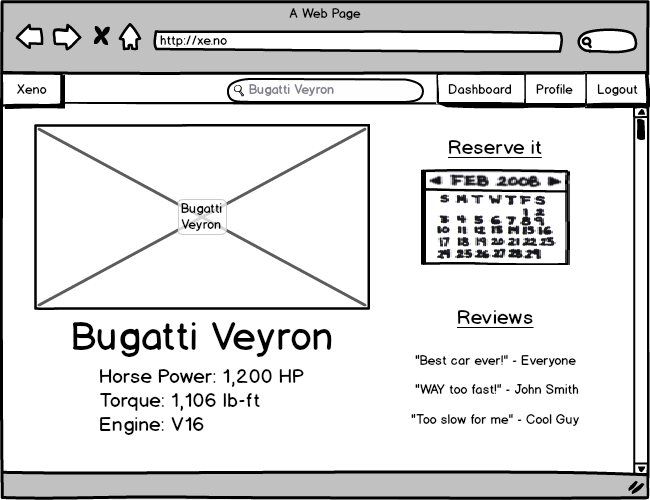 A Web Page
http://xe.no
Xeno
Bugatti Veyron
Dashboard
Profile
Logout
Bugatti
Veyron
Bugatti Veyron
Horse Power: 1,200 HP
Torque: 1,106 lb-ft
Engine: V16
Reserve it
FEB 2008
S M T W T F S
1 2
3 4 5 6 7 8 9
10 11 12 13 14 15 16
17 18 19 20 21 22 23
24 25 26 27 28 29
Reviews
"Best car ever!" - Everyone
"WAY too fast!" - John Smith
"Too slow for me" - Cool Guy